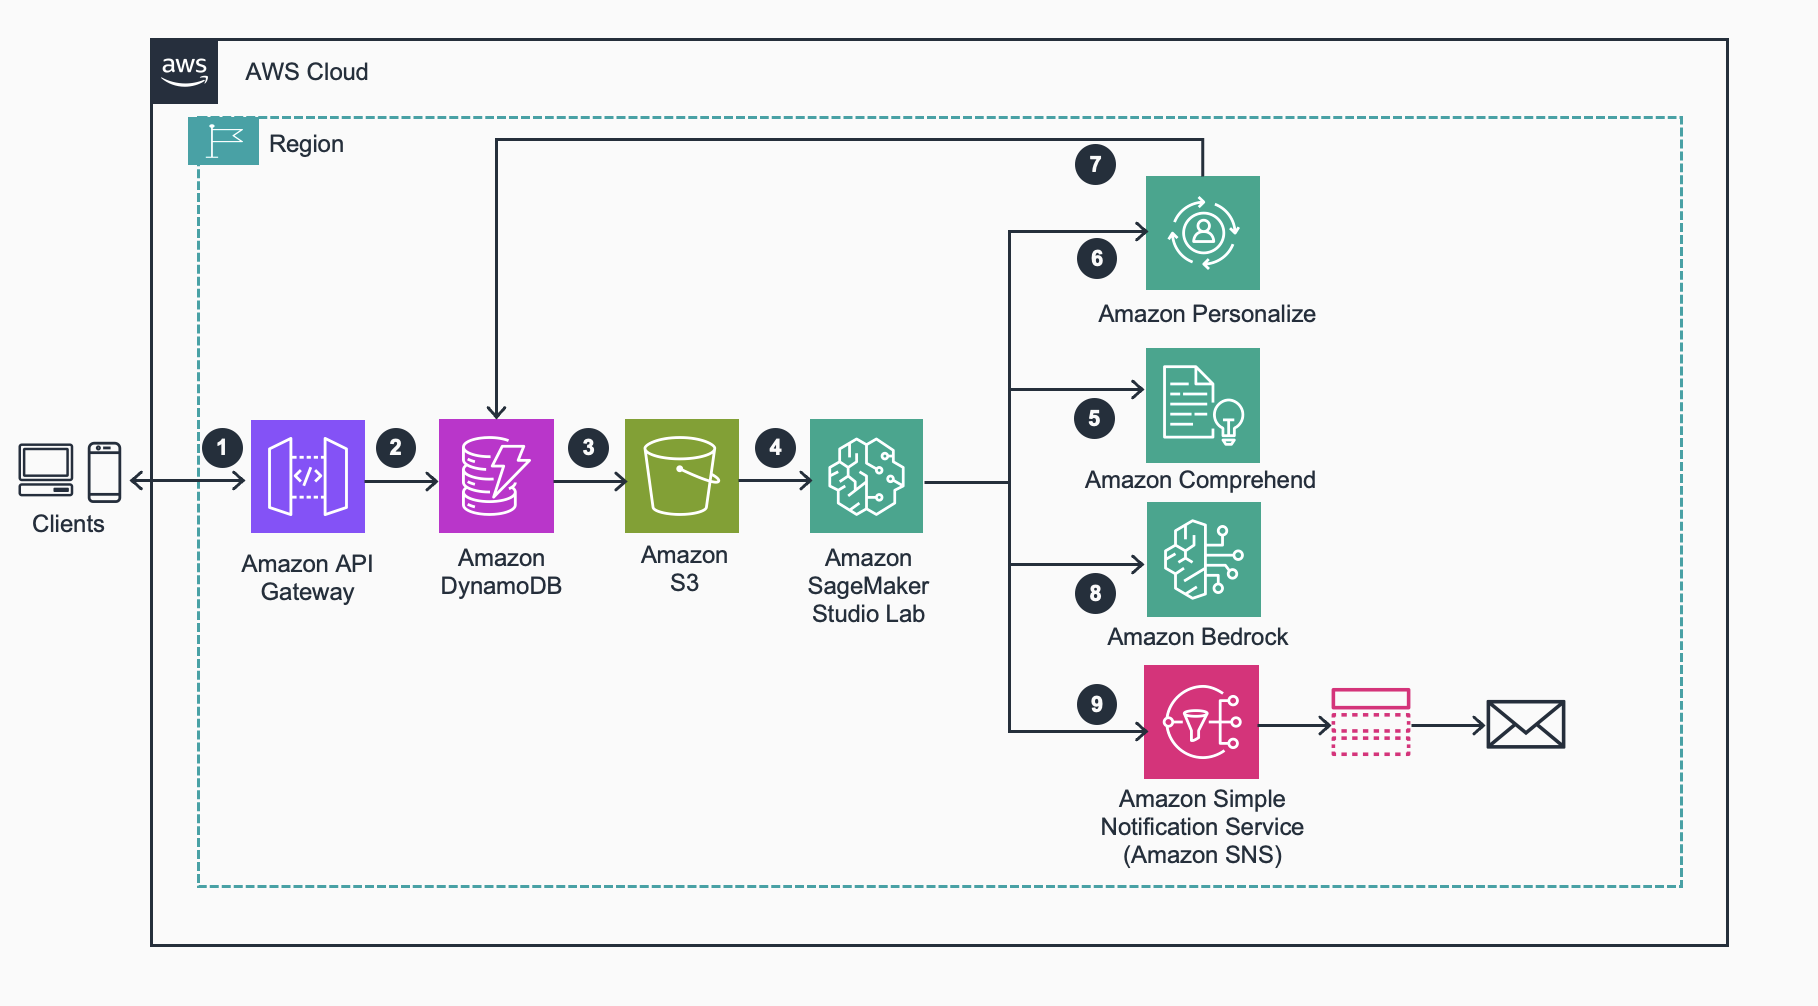 aws
AWS Cloud
Region
7
6
Amazon Personalize
5
Amazon Comprehend
1
2
3
4
</>
Clients
Amazon API
Gateway
Amazon
DynamoDB
Amazon
S3
Amazon
SageMaker
Studio Lab
8
Amazon Bedrock
9
Amazon Simple
Notification Service
(Amazon SNS)